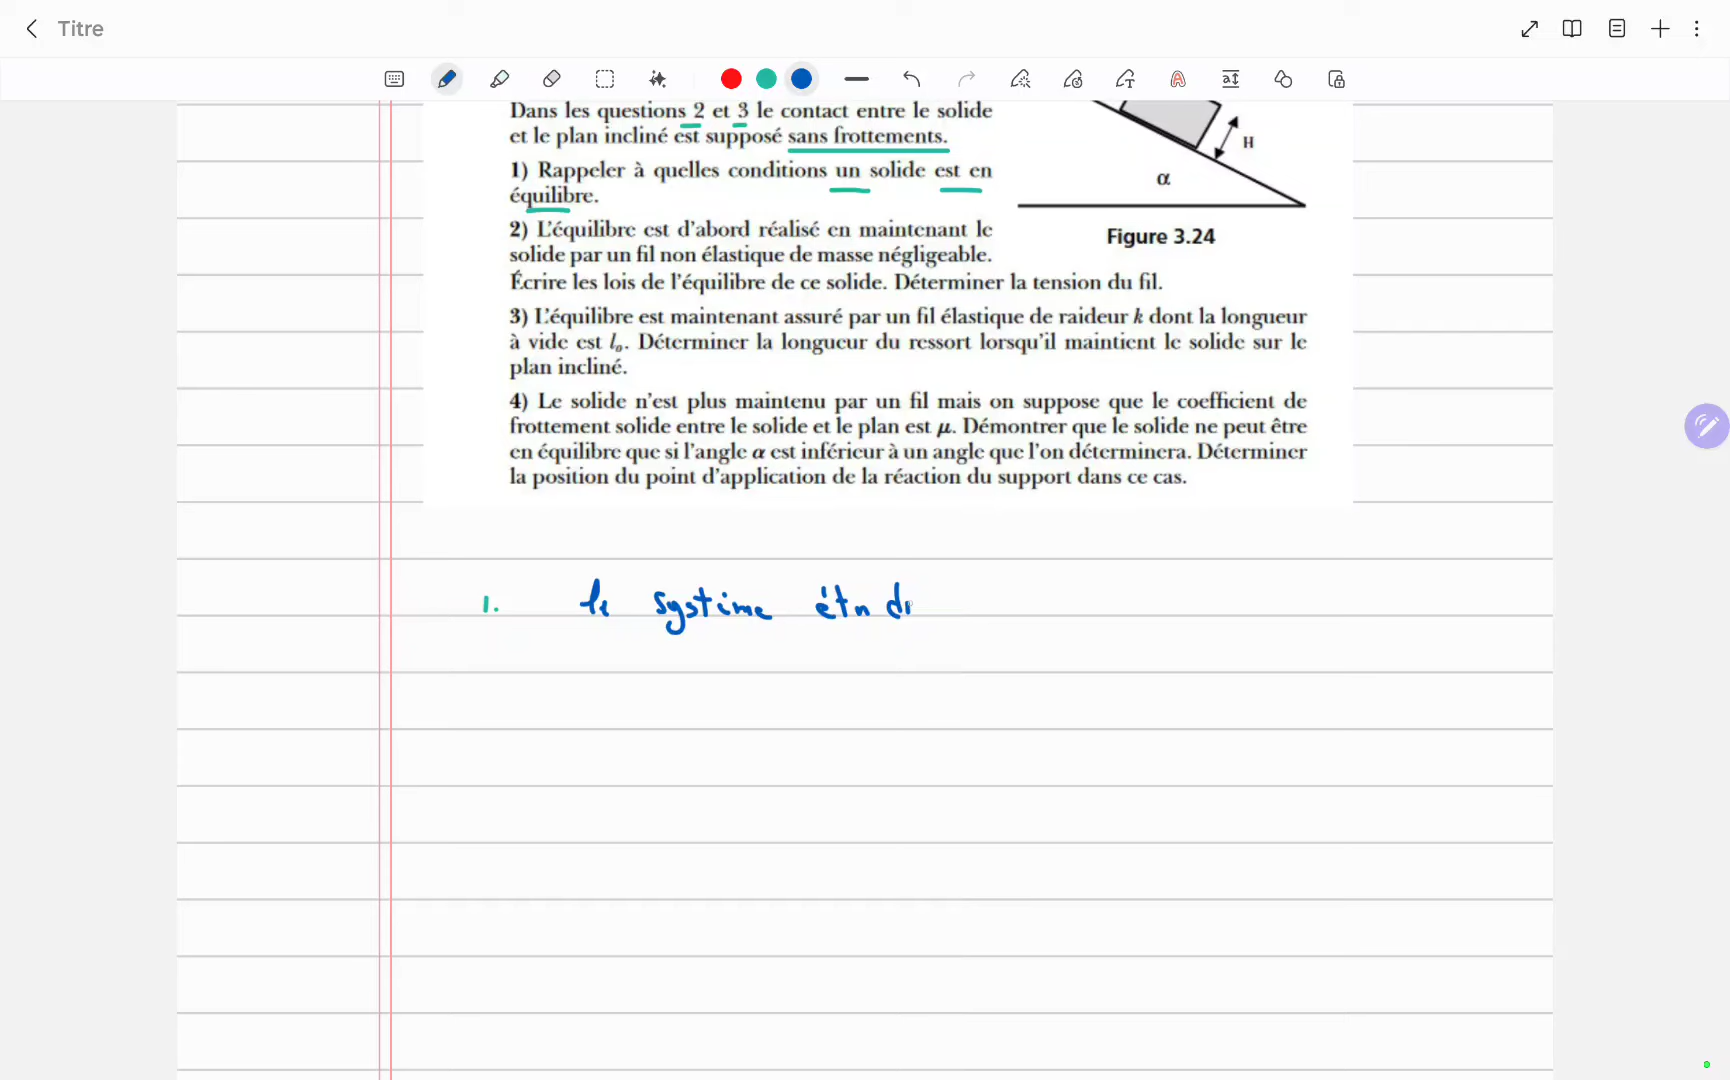 Titre
Dans les questions 2 et 3 le contact entre le solide
et le plan incliné est supposé sans frottements.
H
1) Rappeler à quelles conditions un solide est en
équilibre.
α
2) L'équilibre est d'abord réalisé en maintenant le
solide par un fil non élastique de masse négligeable.
Figure 3.24
Écrire les lois de l'équilibre de ce solide. Déterminer la tension du fil.
3) L'équilibre est maintenant assuré par un fil élastique de raideur k dont la longueur
à vide est l₀. Déterminer la longueur du ressort lorsqu'il maintient le solide sur le
plan incliné.
4) Le solide n'est plus maintenu par un fil mais on suppose que le coefficient de
frottement solide entre le solide et le plan est μ. Démontrer que le solide ne peut être
en équilibre que si l'angle α est inférieur à un angle que l'on déterminera. Déterminer
la position du point d'application de la réaction du support dans ce cas.
1. le système étudi